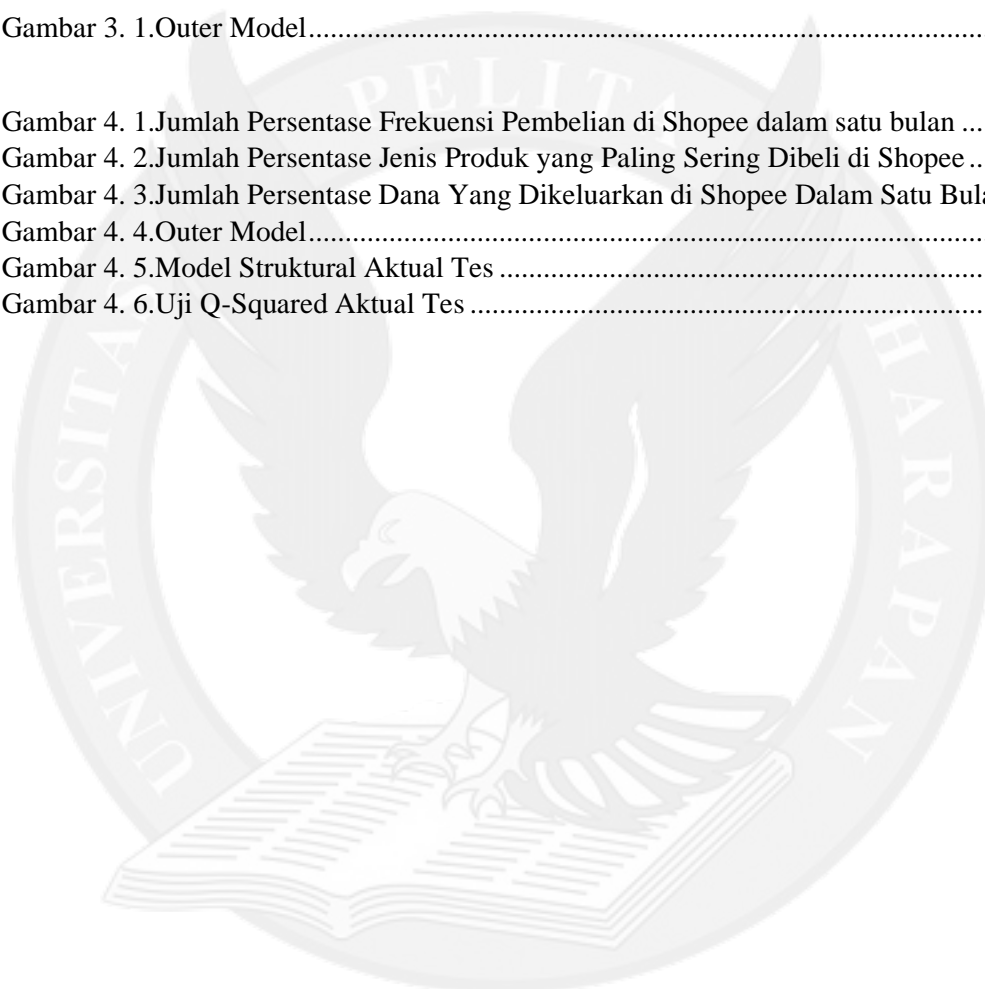 Gambar 3. 1.Outer Model.......................................................................................
Gambar 4. 1.Jumlah Persentase Frekuensi Pembelian di Shopee dalam satu bulan ...
Gambar 4. 2.Jumlah Persentase Jenis Produk yang Paling Sering Dibeli di Shopee ..
Gambar 4. 3.Jumlah Persentase Dana Yang Dikeluarkan di Shopee Dalam Satu
Gambar 4. 4.Outer Model.......................................................................................
Gambar 4. 5.Model Struktural Aktual Tes .............................................................
Gambar 4. 6.Uji Q-Squared Aktual Tes .................................................................
UNIVERSITAS PELITA HARAPAN